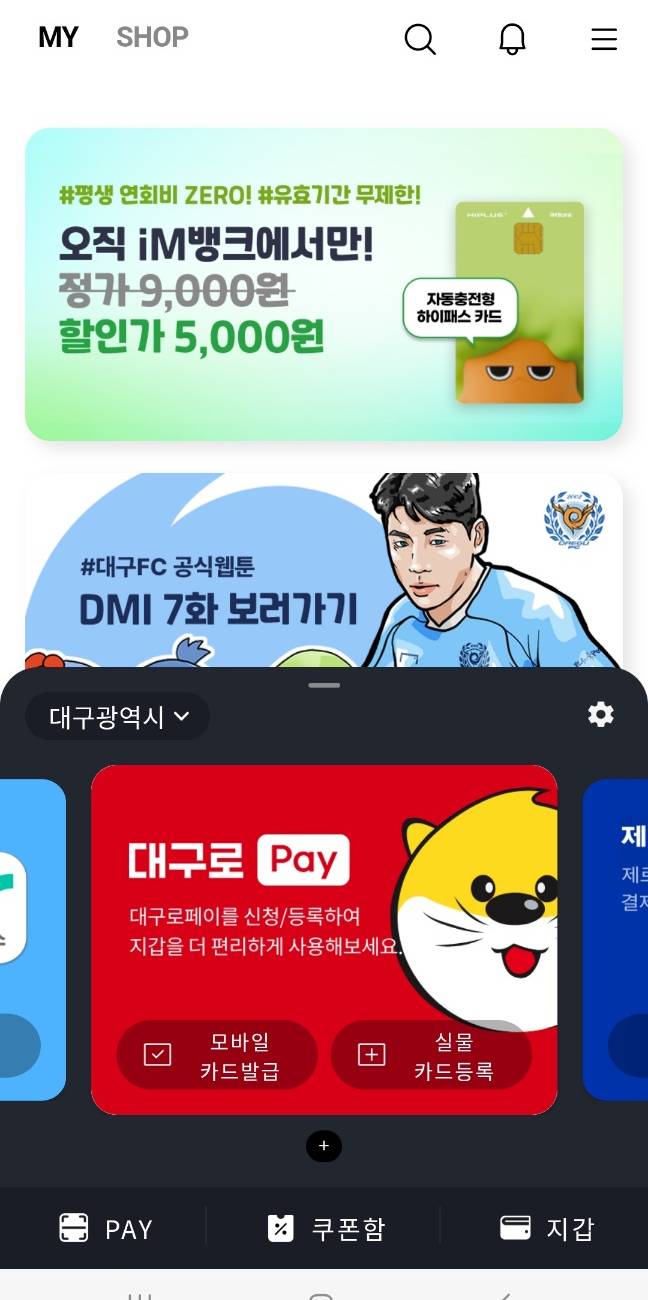 MY SHOP
#평생 연회비 ZERO! #유효기간 무제한!
오직 iM뱅크에서만!
정가 9,000원
할인가 5,000원
HIPLUS iMBank
자동충전형
하이패스 카드
#대구FC 공식웹툰
DMI 7화 보러가기
2002
DAEGU
FC
대구광역시
대구로 Pay
대구로페이를 신청/등록하여
지갑을 더 편리하게 사용해보세요.
모바일
카드발급
실물
카드등록
제
제로
결제
PAY
쿠폰함
지갑